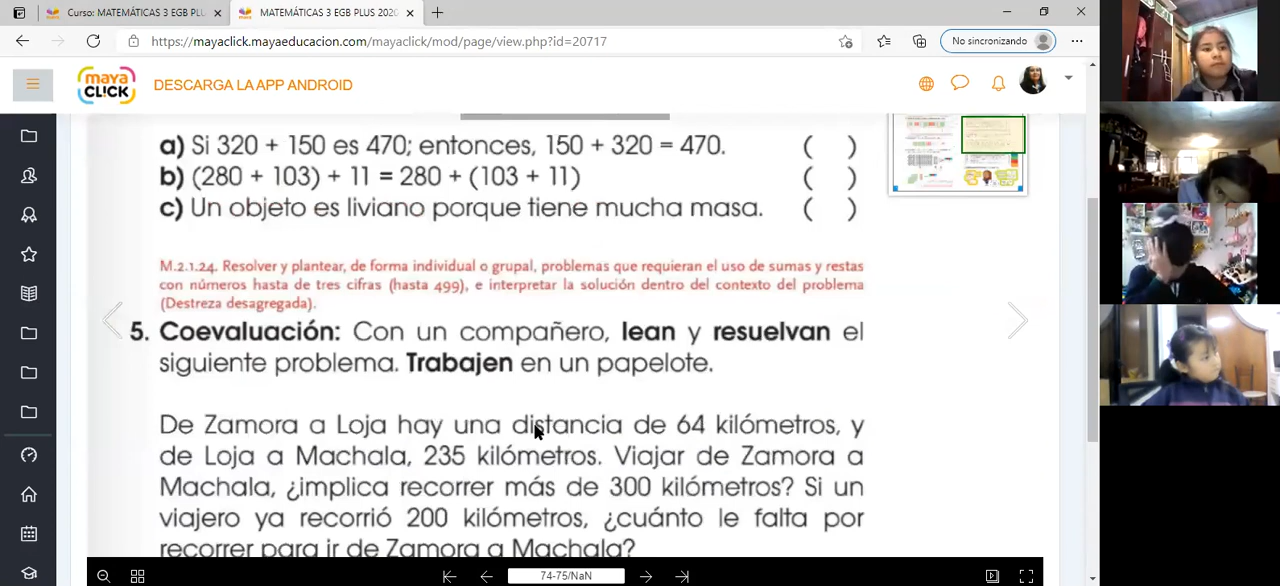 Curso: MATEMÁTICAS 3 EGB PLU
MATEMÁTICAS 3 EGB PLUS 2020
https://mayaclick.mayaeducacion.com/mayaclick/mod/page/view.php?id=20717
No sincronizando
maya CLICK
DESCARGA LA APP ANDROID
a) Si 320 + 150 es 470; entonces, 150 + 320 = 470. ( )
b) (280 + 103) + 11 = 280 + (103 + 11) ( )
c) Un objeto es liviano porque tiene mucha masa. ( )
M.2.1.24. Resolver y plantear, de forma individual o grupal, problemas que requieran el uso de sumas y restas
con números hasta de tres cifras (hasta 499), e interpretar la solución dentro del contexto del problema
(Destreza desagregada).
5. Coevaluación: Con un compañero, lean y resuelvan el
siguiente problema. Trabajen en un papelote.
De Zamora a Loja hay una distancia de 64 kilómetros, y
de Loja a Machala, 235 kilómetros. Viajar de Zamora a
Machala, ¿implica recorrer más de 300 kilómetros? Si un
viajero ya recorrió 200 kilómetros, ¿cuánto le falta por
recorrer para ir de Zamora a Machala?
74-75/NaN